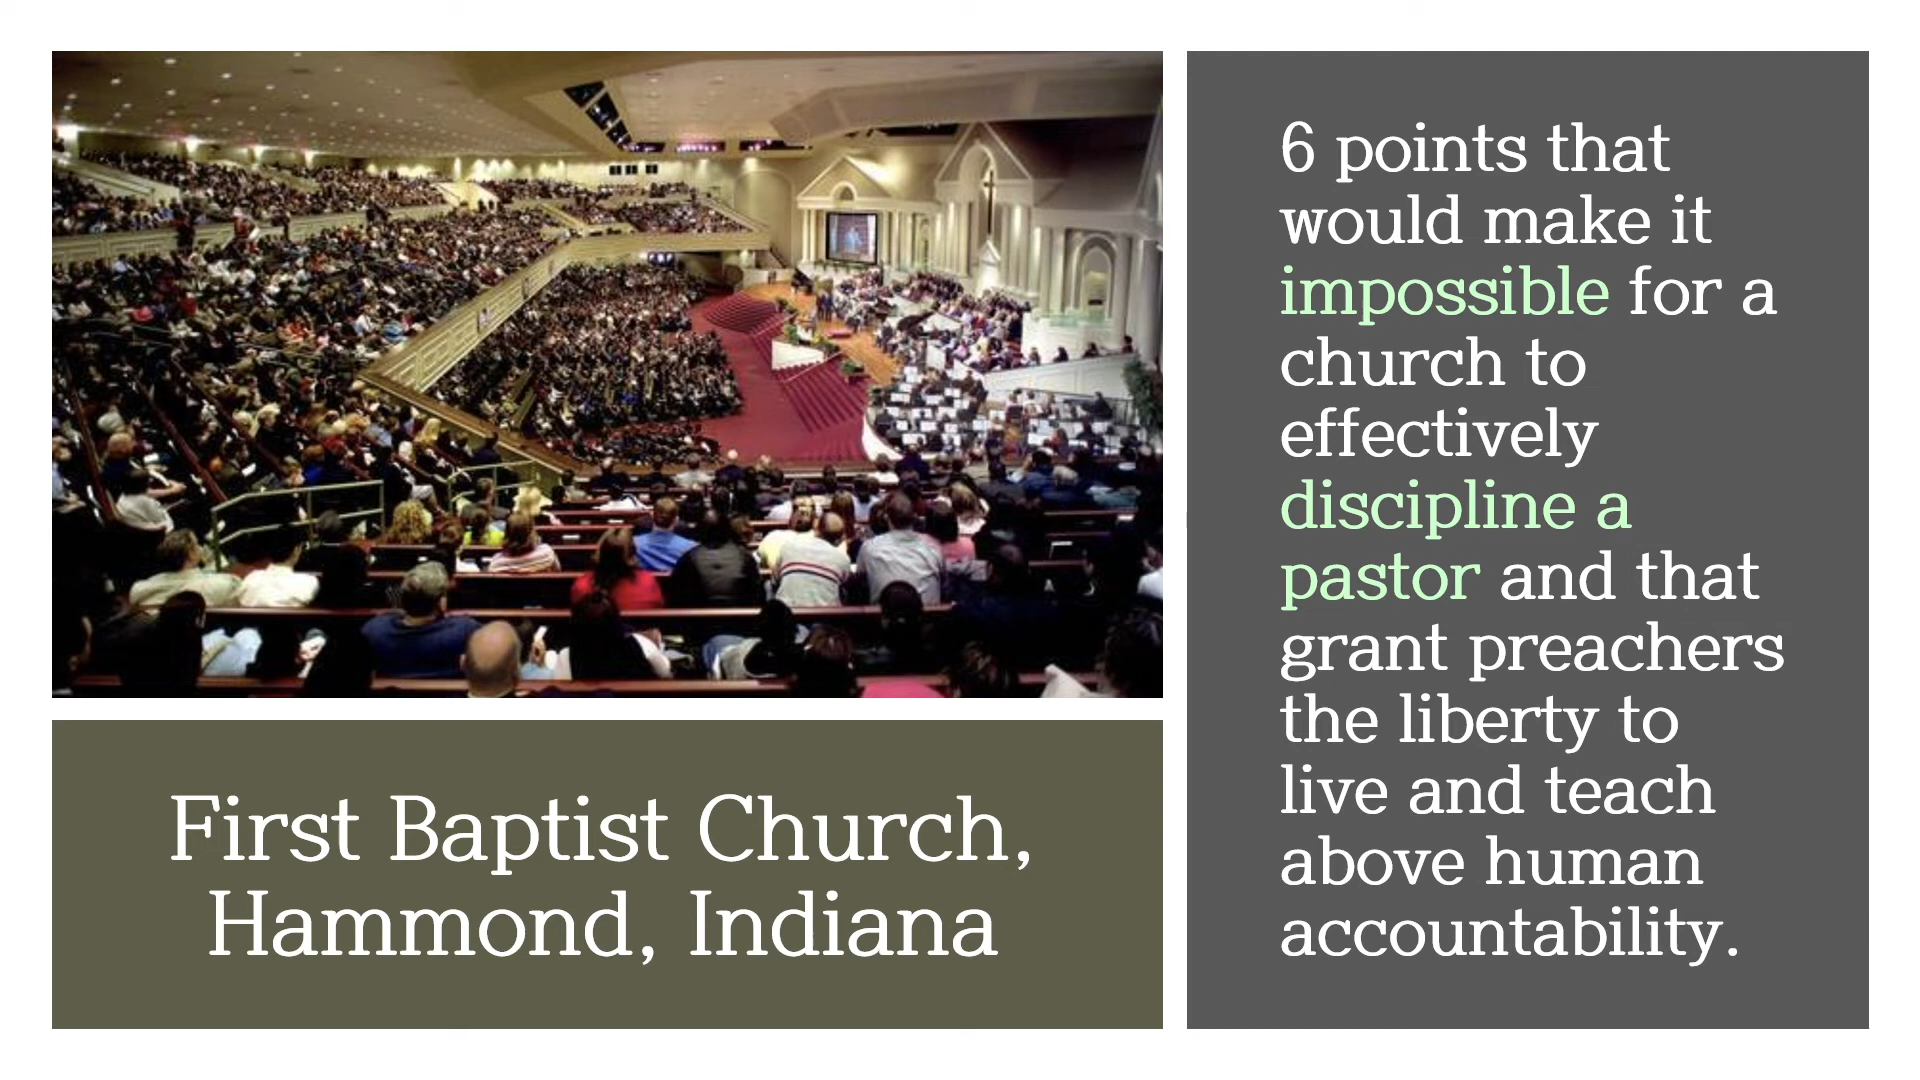 First Baptist Church,
Hammond, Indiana
6 points that
would make it
impossible for a
church to
effectively
discipline a
pastor and that
grant preachers
the liberty to
live and teach
above human
accountability.